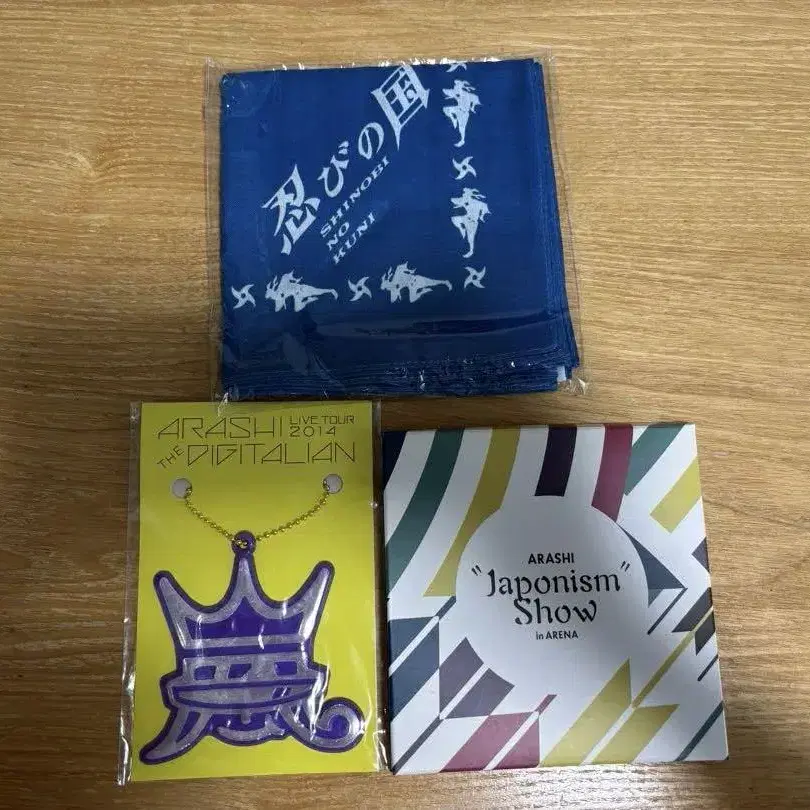 忍びの国
SHINOBI
NO
KUNI
ARASHI LIVE TOUR
2014
THE DIGITALIAN
嵐
ARASHI
"Japonism"
Show
in ARENA